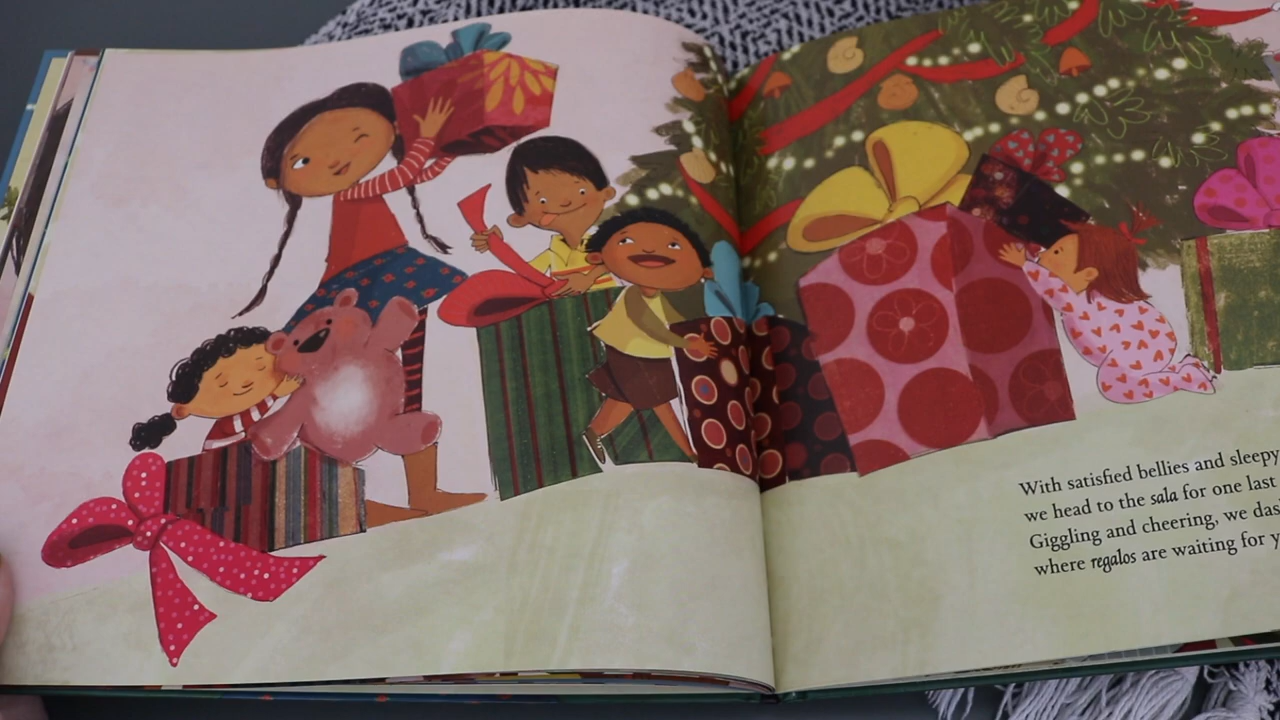 With satisfied bellies and sleepy
we head to the sala for one last
Giggling and cheering, we
where regalos are waiting for